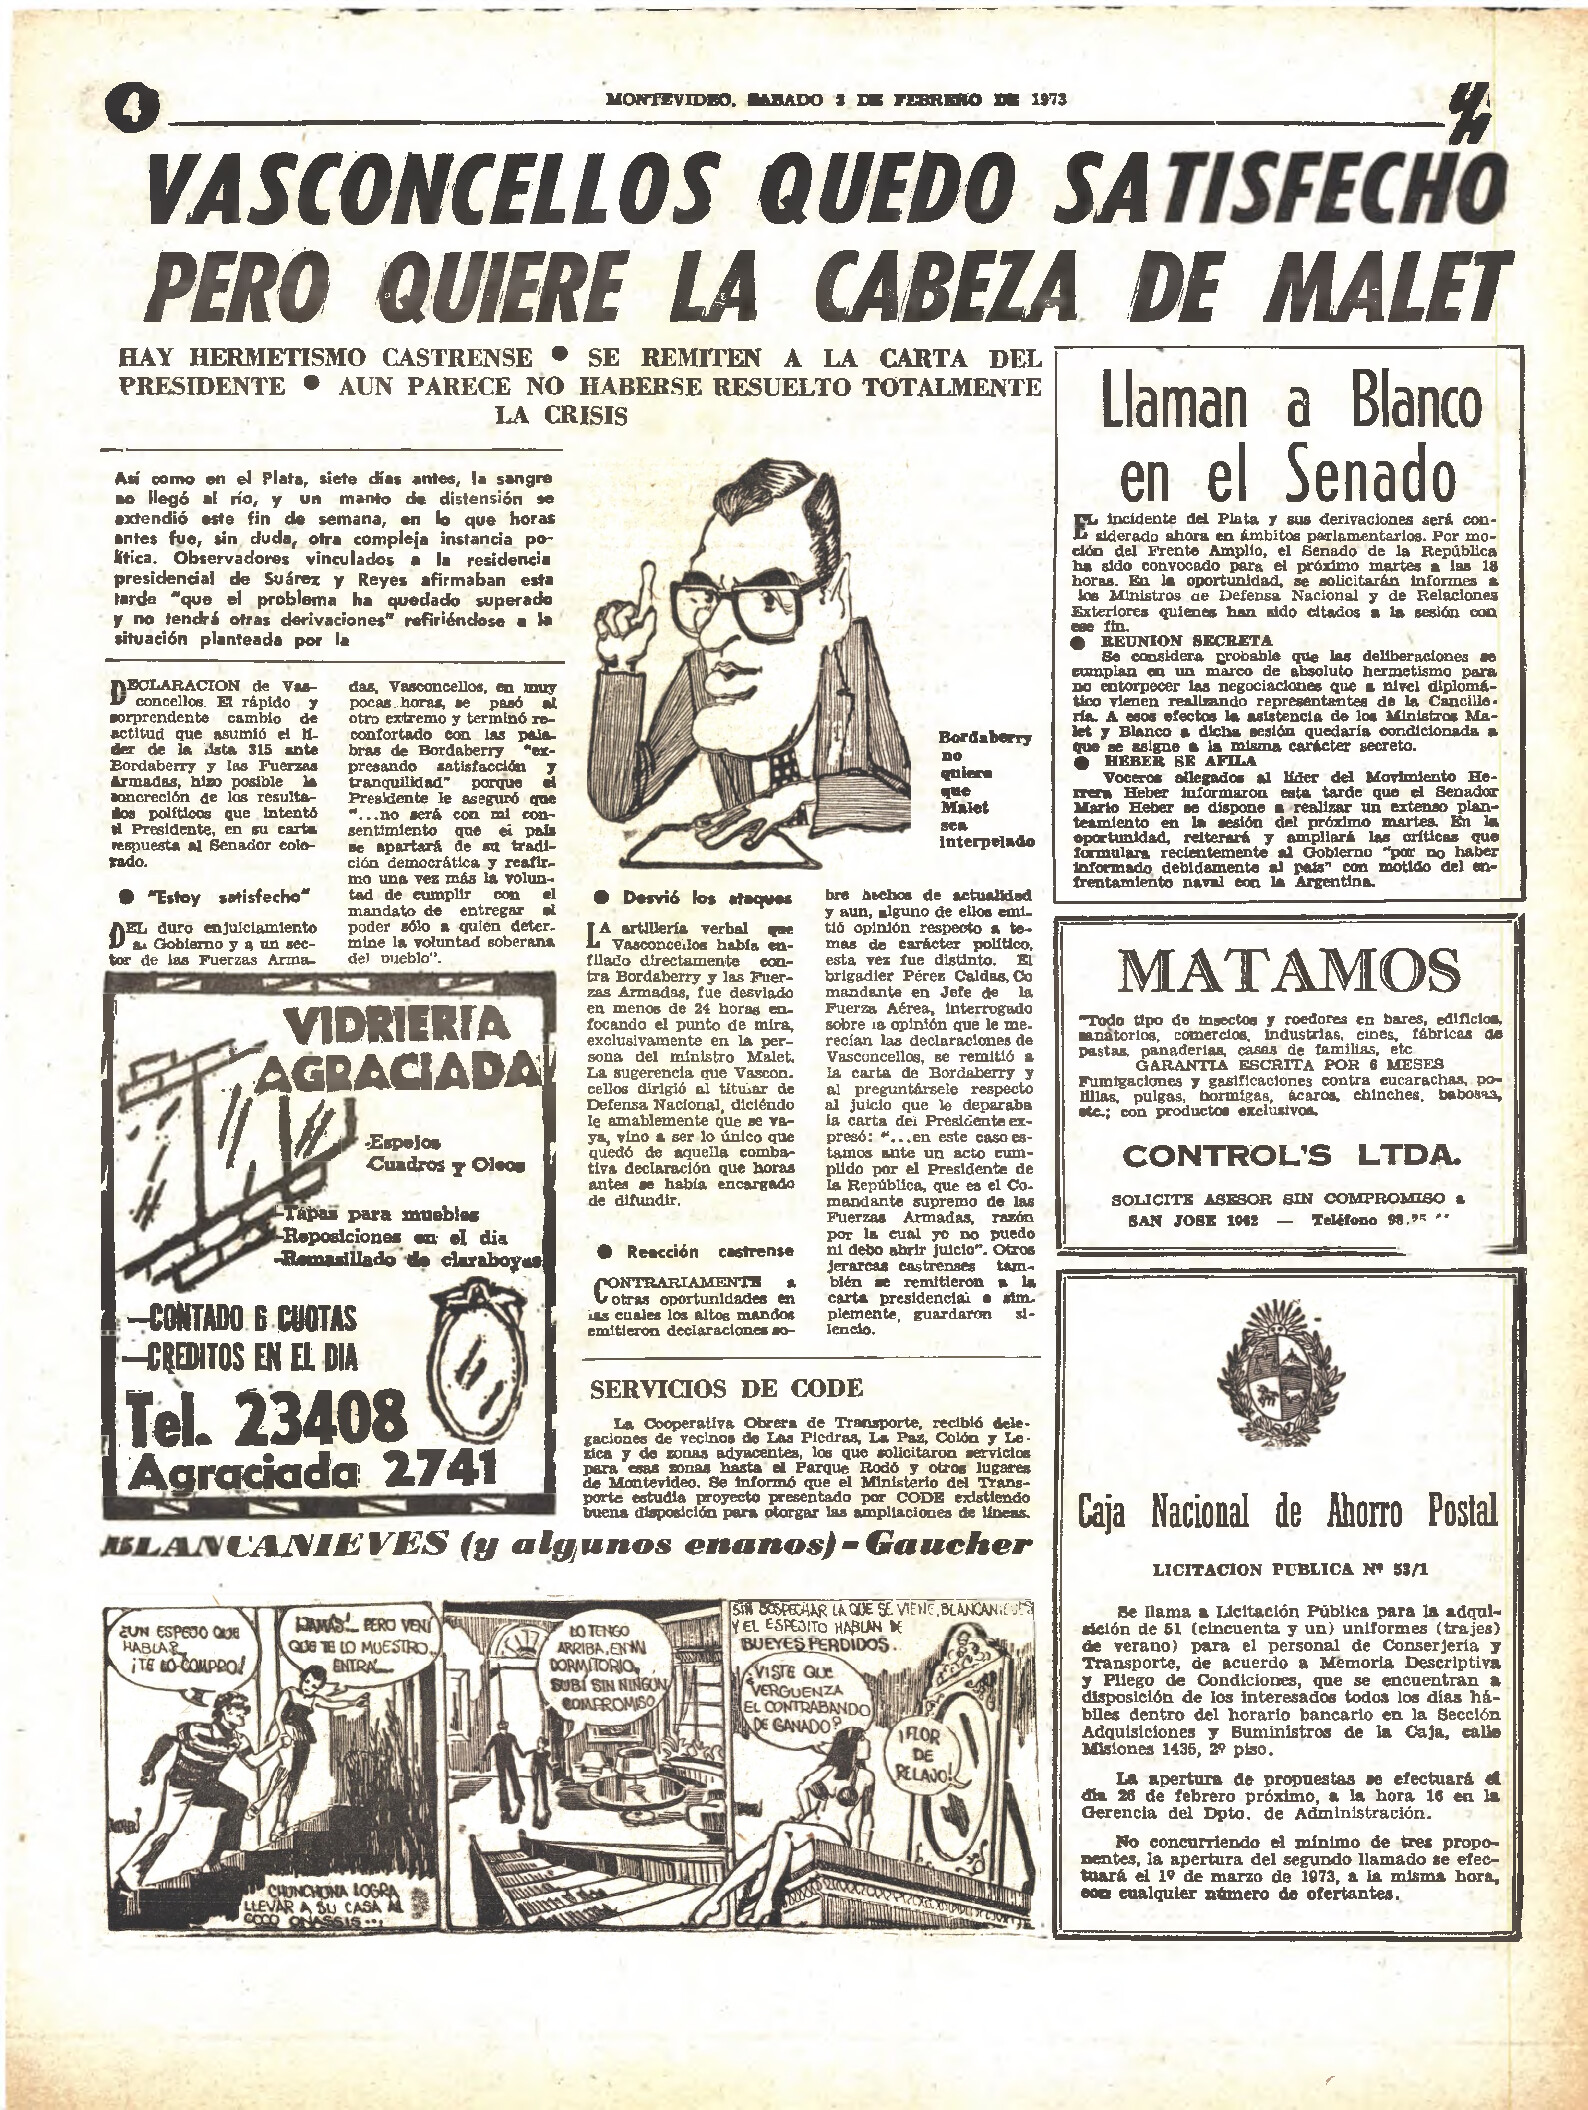 4
MONTEVIDEO, SABADO 3 DE FEBRERO DE 1973
VASCONCELLOS QUEDO SATISFECHO
PERO QUIERE LA CABEZA DE MALET
HAY HERMETISMO CASTRENSE ● SE REMITEN A LA CARTA DEL
PRESIDENTE ● AUN PARECE NO HABERSE RESUELTO TOTALMENTE
LA CRISIS
Así como en el Plata, siete días antes, la sangre
no llegó al río, y un manto de distensión se
extendió este fin de semana, en lo que horas
antes fue, sin duda, otra compleja instancia po-
lítica. Observadores vinculados a la residencia
presidencial de Suárez y Reyes afirmaban esta
tarde "que el problema ha quedado superado
y no tendrá otras derivaciones" refiriéndose a la
situación planteada por la
DECLARACION de Vas-
concellos. El rápido y
sorprendente cambio de
actitud que asumió el lí-
der de la lista 315 ante
Bordaberry y las Fuerzas
Armadas, hizo posible la
concreción de los resulta-
dos políticos que intentó
el Presidente, en su carta
respuesta al Senador colo-
rado.
● "Estoy satisfecho"
DEL duro enjuiciamiento
al Gobierno y a un sec-
tor de las Fuerzas Arma-
das, Vasconcellos, en muy
pocas horas, se pasó al
otro extremo y terminó re-
confortado con las pala-
bras de Bordaberry "ex-
presando satisfacción y
tranquilidad" porque el
Presidente le aseguró que
"...no será con mi con-
sentimiento que el país
se apartará de su tradi-
ción democrática y reafir-
mo una vez más la volun-
tad de cumplir con el
mandato de entregar el
poder sólo a quien deter-
mine la voluntad soberana
del pueblo".
Bordaberry
no
quiere
que
Malet
sea
interpelado
● Desvió los ataques
LA artillería verbal que
Vasconcellos había en-
filado directamente con-
tra Bordaberry y las Fuer-
zas Armadas, fue desviado
en menos de 24 horas en-
focando el punto de mira,
exclusivamente en la per-
sona del ministro Malet.
La sugerencia que Vascon-
cellos dirigió al titular de
Defensa Nacional, diciéndo
le amablemente que se va-
ya, vino a ser lo único que
quedó de aquella comba-
tiva declaración que horas
antes se había encargado
de difundir.
● Reacción castrense
CONTRARIAMENTE a
otras oportunidades en
las cuales los altos mandos
emitieron declaraciones so-
bre hechos de actualidad
y aun, alguno de ellos emi-
tió opinión respecto a te-
mas de carácter político,
esta vez fue distinto. El
brigadier Pérez Caldas, Co
mandante en Jefe de la
Fuerza Aérea, interrogado
sobre la opinión que le me-
recían las declaraciones de
Vasconcellos, se remitió a
la carta de Bordaberry y
al preguntársele respecto
al juicio que le deparaba
la carta del Presidente ex-
presó: "...en este caso es-
tamos ante un acto cum-
plido por el Presidente de
la República, que es el Co-
mandante supremo de las
Fuerzas Armadas, razón
por la cual yo no puedo
ni debo abrir juicio". Otros
jerarcas castrenses tam-
bién se remitieron a la
carta presidencial o sim-
plemente, guardaron si-
lencio.
Llaman a Blanco
en el Senado
EL incidente del Plata y sus derivaciones será con-
siderado ahora en ámbitos parlamentarios. Por mo-
ción del Frente Amplio, el Senado de la República
ha sido convocado para el próximo martes a las 18
horas. En la oportunidad, se solicitarán informes a
los Ministros de Defensa Nacional y de Relaciones
Exteriores quienes han sido citados a la sesión con
ese fin.
● REUNION SECRETA
Se considera probable que las deliberaciones se
cumplan en un marco de absoluto hermetismo para
no entorpecer las negociaciones que a nivel diplomá-
tico vienen realizando representantes de la Cancille-
ría. A esos efectos la asistencia de los Ministros Ma-
let y Blanco a dicha sesión quedaría condicionada a
que se asigne a la misma carácter secreto.
● HEBER SE AFILA
Voceros allegados al líder del Movimiento He-
rrera Heber informaron esta tarde que el Senador
Mario Heber se dispone a realizar un extenso plan-
teamiento en la sesión del próximo martes. En la
oportunidad, reiterará y ampliará las críticas que
formulara recientemente al Gobierno "por no haber
informado debidamente al país" con motido del en-
frentamiento naval con la Argentina.
MATAMOS
"Todo tipo de insectos y roedores en bares, edificios,
sanatorios, comercios, industrias, cines, fábricas de
pastas, panaderías, casas de familias, etc
GARANTIA ESCRITA POR 6 MESES
Fumigaciones y gasificaciones contra cucarachas, po-
lillas, pulgas, hormigas, ácaros, chinches, babosas,
etc.; con productos exclusivos.
CONTROL'S LTDA.
SOLICITE ASESOR SIN COMPROMISO a
SAN JOSE 1062 — Teléfono
VIDRIERIA
AGRACIADA
-Espejos
-Cuadros y Oleos
-Tapas para muebles
-Reposiciones en el dia
-Remasillado de claraboyas
—CONTADO 6 CUOTAS
—CREDITOS EN EL DIA
Tel. 23408
Agraciada 2741
SERVICIOS DE CODE
La Cooperativa Obrera de Transporte, recibió dele-
gaciones de vecinos de Las Piedras, La Paz, Colón y Le-
zica y de zonas adyacentes, los que solicitaron servicios
para esas zonas hasta el Parque Rodó y otros lugares
de Montevideo. Se informó que el Ministerio del Trans-
porte estudia proyecto presentado por CODE existiendo
buena disposición para otorgar las ampliaciones de líneas.
BLANCANIEVES (y algunos enanos) - Gaucher
¿UN ESPEJO QUE
HABLA?
¡TE LO COMPRO!
¡JAMAS! PERO VENÍ
QUE TE LO MUESTRO.
ENTRA...
CHUNCHUNA LOGRA
LLEVAR A SU CASA AL
COCO ONASSIS...
LO TENGO
ARRIBA, EN MI
DORMITORIO.
SUBI SIN NINGUN
COMPROMISO
SIN SOSPECHAR LA QUE SE VIENE, BLANCANIEVES
Y EL ESPEJITO HABLAN DE
BUEYES PERDIDOS.
¿VISTE QUE
VERGUENZA
EL CONTRABANDO
DE GANADO?
¡FLOR
DE
RELAJO!
Caja Nacional de Ahorro Postal
LICITACION PUBLICA Nº 53/1
Se llama a Licitación Pública para la adqui-
sición de 51 (cincuenta y un) uniformes (trajes)
de verano) para el personal de Conserjería y
Transporte, de acuerdo a Memoria Descriptiva
y Pliego de Condiciones, que se encuentran a
disposición de los interesados todos los días há-
biles dentro del horario bancario en la Sección
Adquisiciones y Suministros de la Caja, calle
Misiones 1435, 2º piso.
La apertura de propuestas se efectuará el
día 26 de febrero próximo, a la hora 16 en la
Gerencia del Dpto. de Administración.
No concurriendo el mínimo de tres propo-
nentes, la apertura del segundo llamado se efec-
tuará el 1º de marzo de 1973, a la misma hora,
con cualquier número de ofertantes.